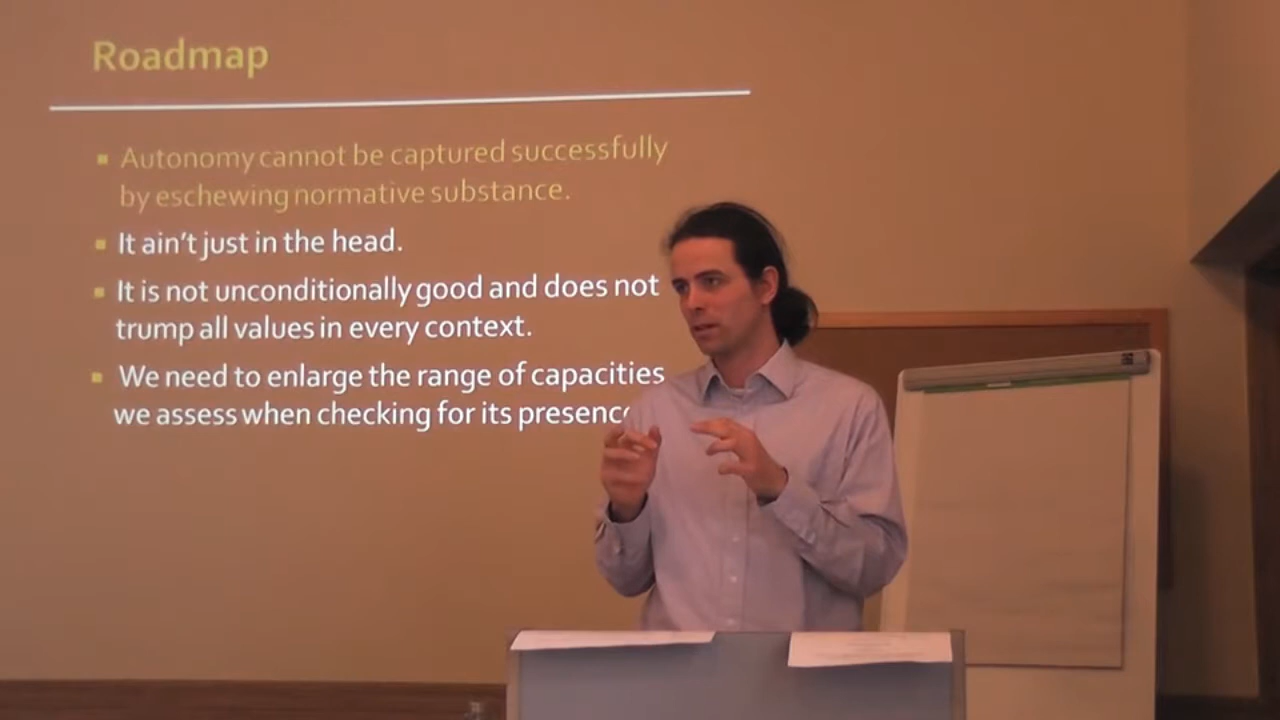 Roadmap
Autonomy cannot be captured successfully
by eschewing normative substance.
It ain't just in the head.
It is not unconditionally good and does not
trump all values in every context.
We need to enlarge the range of capacities
we assess when checking for its presence